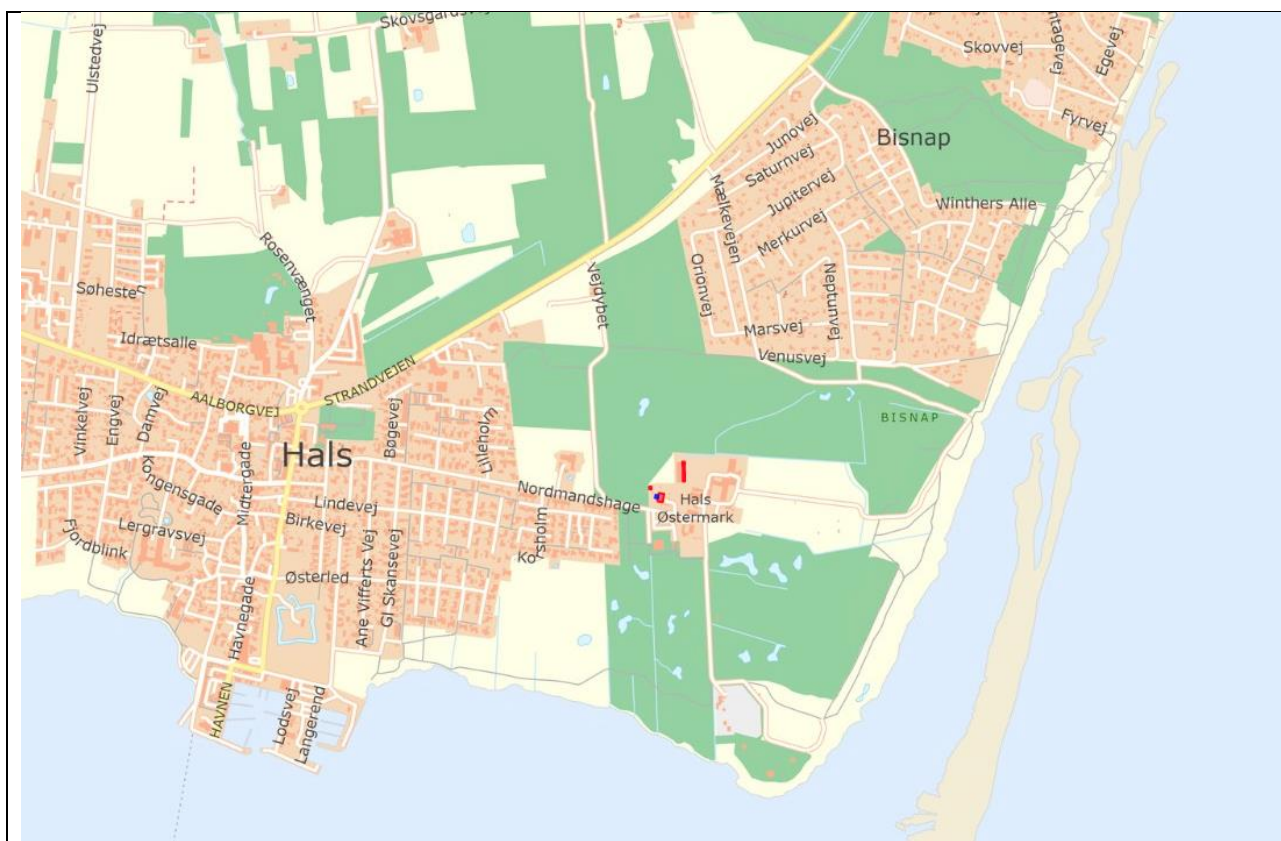 Ulstedvej
Skovvej
Egevej
Fyrvej
Junovej
Bisnap
Saturnvej
Mælkevejen
Jupitervej
Winthers Alle
Merkurvej
Rosenvænget
Orionvej
Neptunvej
Vejdybet
Søhesten
Marsvej
Idrætsalle
Venusvej
STRANDVEJEN
AALBORGVEJ
BISNAP
Vinkelvej
Engvej
Damvej
Bøgevej
Lilleholm
Hals
Midtergade
Kongensgade
Nordmandshage
Hals
Østermark
Lindevej
Birkevej
Lergravsvej
Fjordblink
Korsholm
Østerled
Ane Vifferts Vej
Gl Skansevej
Havnegade
HAVNEN
Lodsvej
Langerend